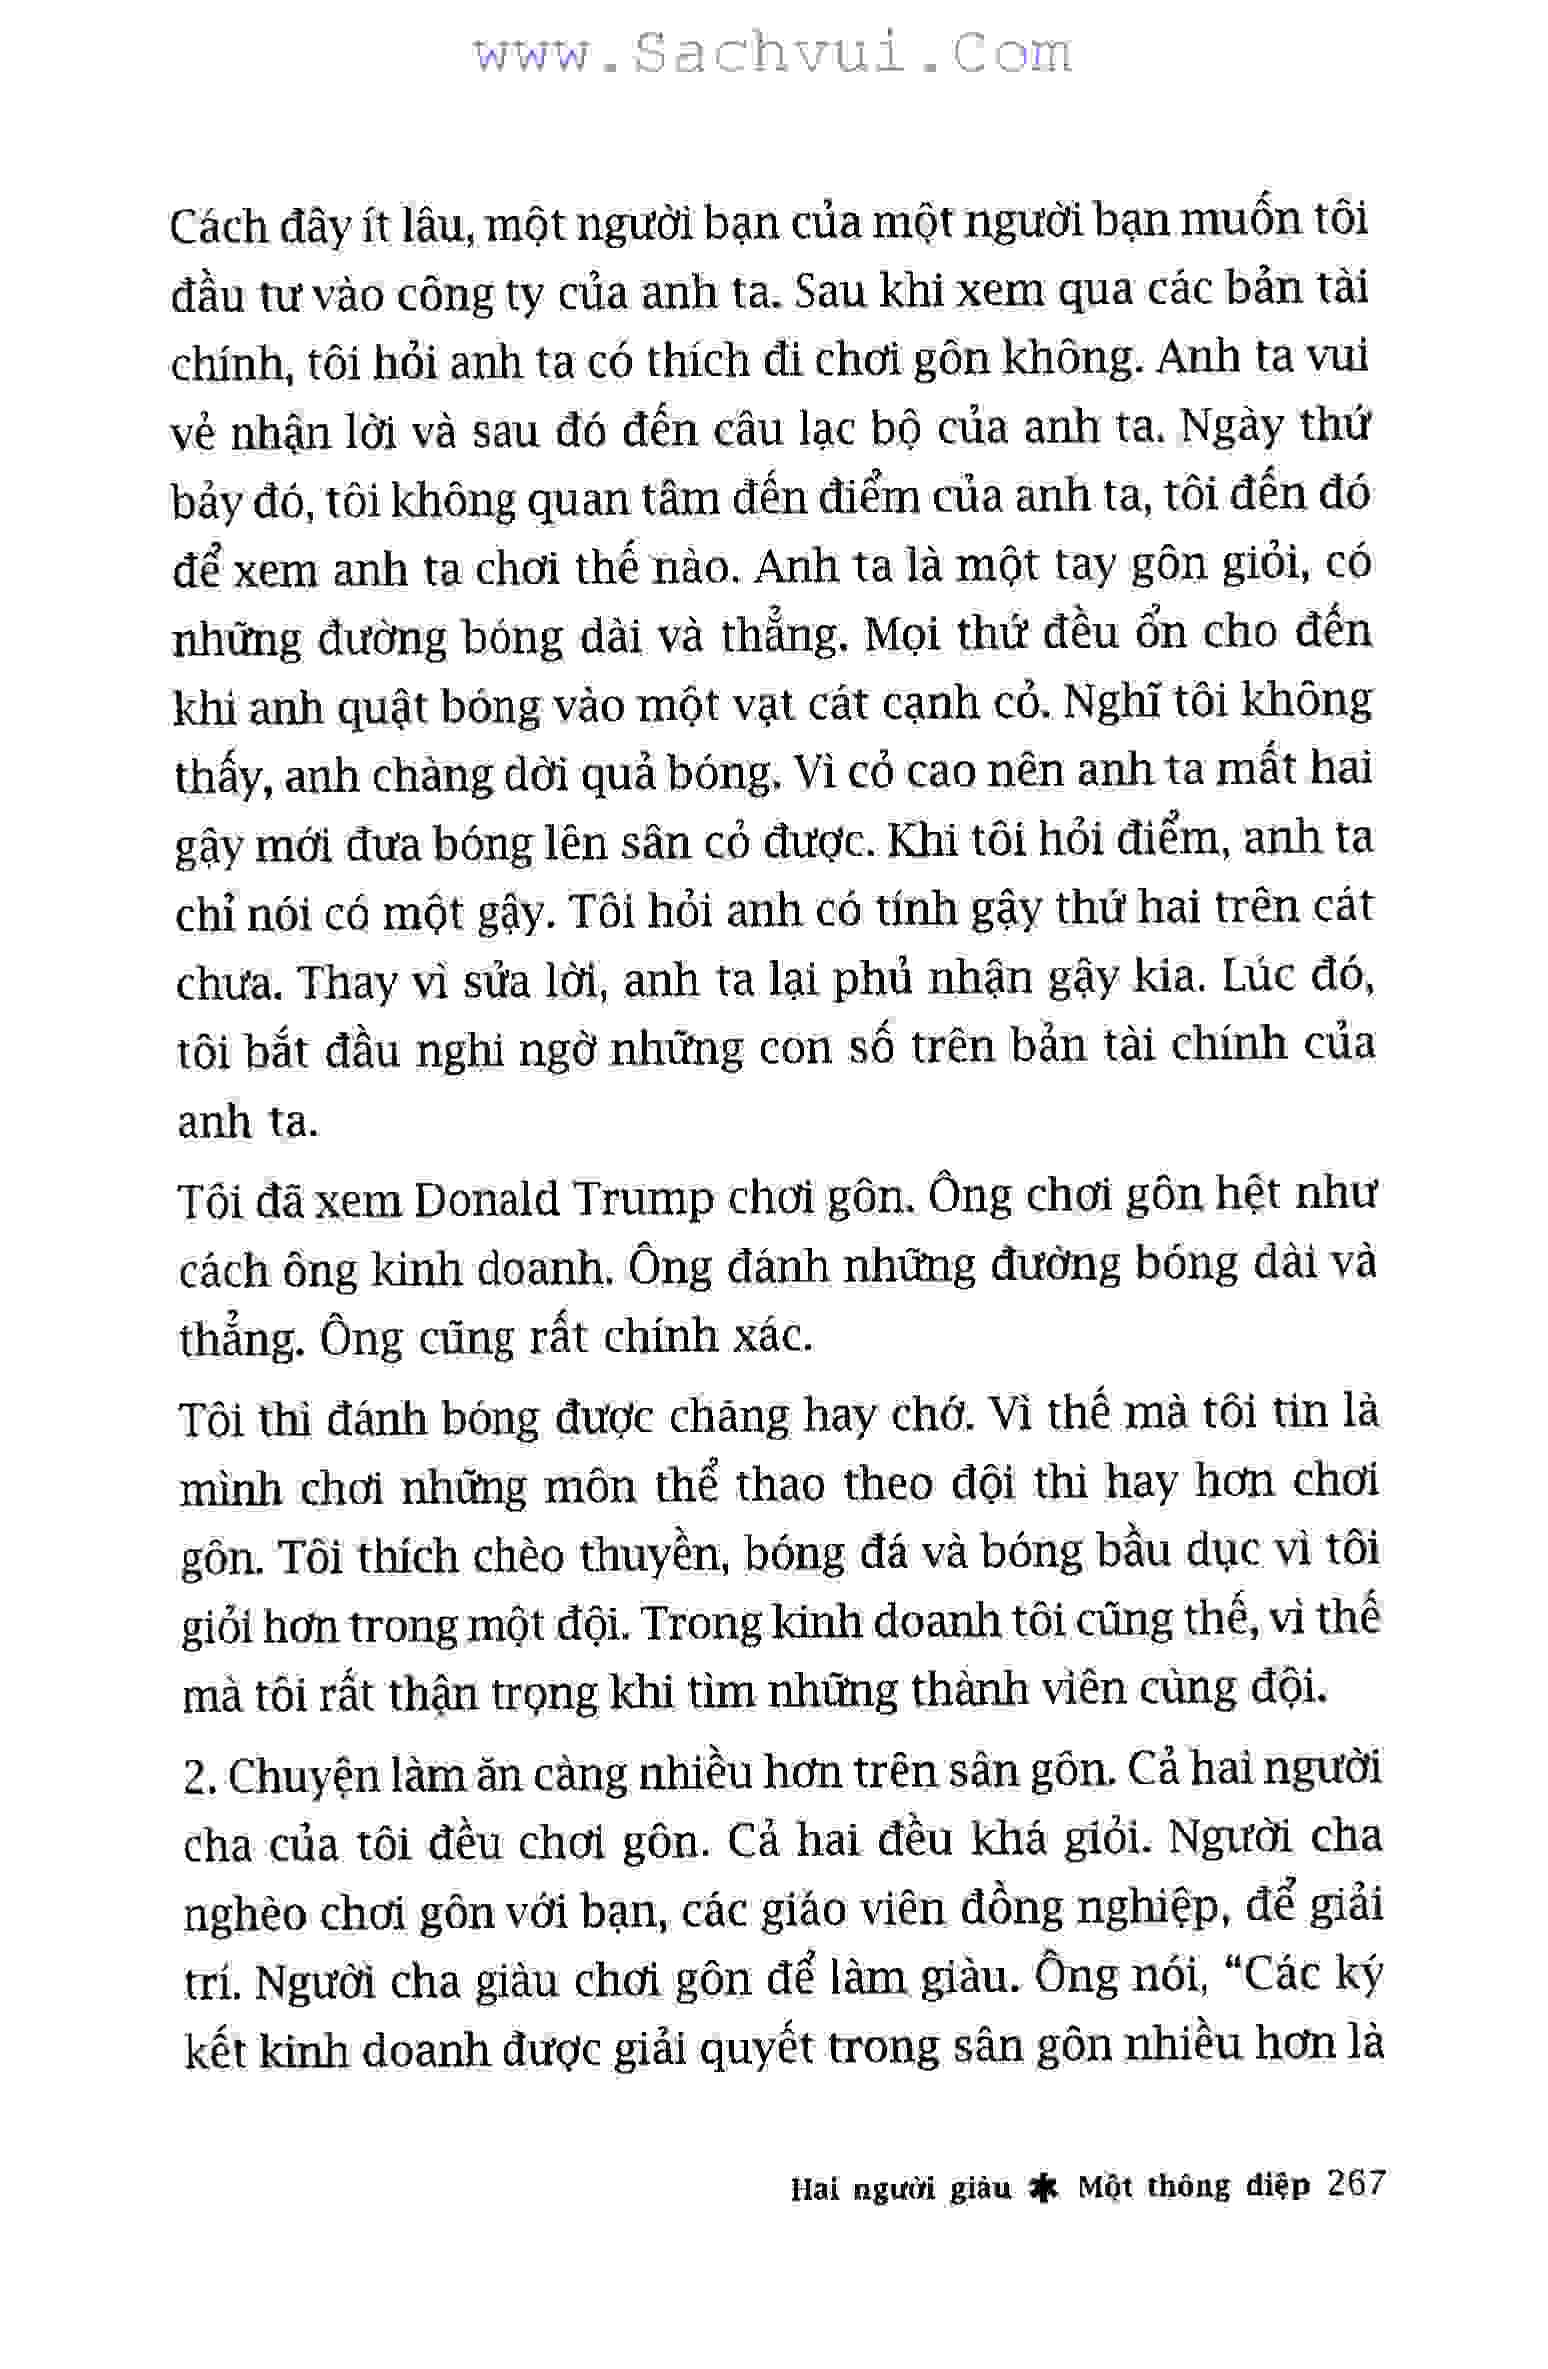 www.Sachvui.Com
Cách đây ít lâu, một người bạn của một người bạn muốn tôi
đầu tư vào công ty của anh ta. Sau khi xem qua các bản tài
chính, tôi hỏi anh ta có thích đi chơi gôn không. Anh ta vui
vẻ nhận lời và sau đó đến câu lạc bộ của anh ta. Ngày thứ
bảy đó, tôi không quan tâm đến điểm của anh ta, tôi đến đó
để xem anh ta chơi thế nào. Anh ta là một tay gôn giỏi, có
những đường bóng dài và thẳng. Mọi thứ đều ổn cho đến
khi anh quật bóng vào một vạt cát cạnh cỏ. Nghĩ tôi không
thấy, anh chàng dời quả bóng. Vì cỏ cao nên anh ta mất hai
gậy mới đưa bóng lên sân cỏ được. Khi tôi hỏi điểm, anh ta
chỉ nói có một gậy. Tôi hỏi anh có tính gậy thứ hai trên cát
chưa. Thay vì sửa lời, anh ta lại phủ nhận gậy kia. Lúc đó,
tôi bắt đầu nghi ngờ những con số trên bản tài chính của
anh ta.
Tôi đã xem Donald Trump chơi gôn. Ông chơi gôn hệt như
cách ông kinh doanh. Ông đánh những đường bóng dài và
thẳng. Ông cũng rất chính xác.
Tôi thì đánh bóng được chăng hay chớ. Vì thế mà tôi tin là
mình chơi những môn thể thao theo đội thì hay hơn chơi
gôn. Tôi thích chèo thuyền, bóng đá và bóng bầu dục vì tôi
giỏi hơn trong một đội. Trong kinh doanh tôi cũng thế, vì thế
mà tôi rất thận trọng khi tìm những thành viên cùng đội.
2. Chuyện làm ăn càng nhiều hơn trên sân gôn. Cả hai người
cha của tôi đều chơi gôn. Cả hai đều khá giỏi. Người cha
nghèo chơi gôn với bạn, các giáo viên đồng nghiệp, để giải
trí. Người cha giàu chơi gôn để làm giàu. Ông nói, “Các ký
kết kinh doanh được giải quyết trong sân gôn nhiều hơn là
Hai người giàu ✱ Một thông điệp 267